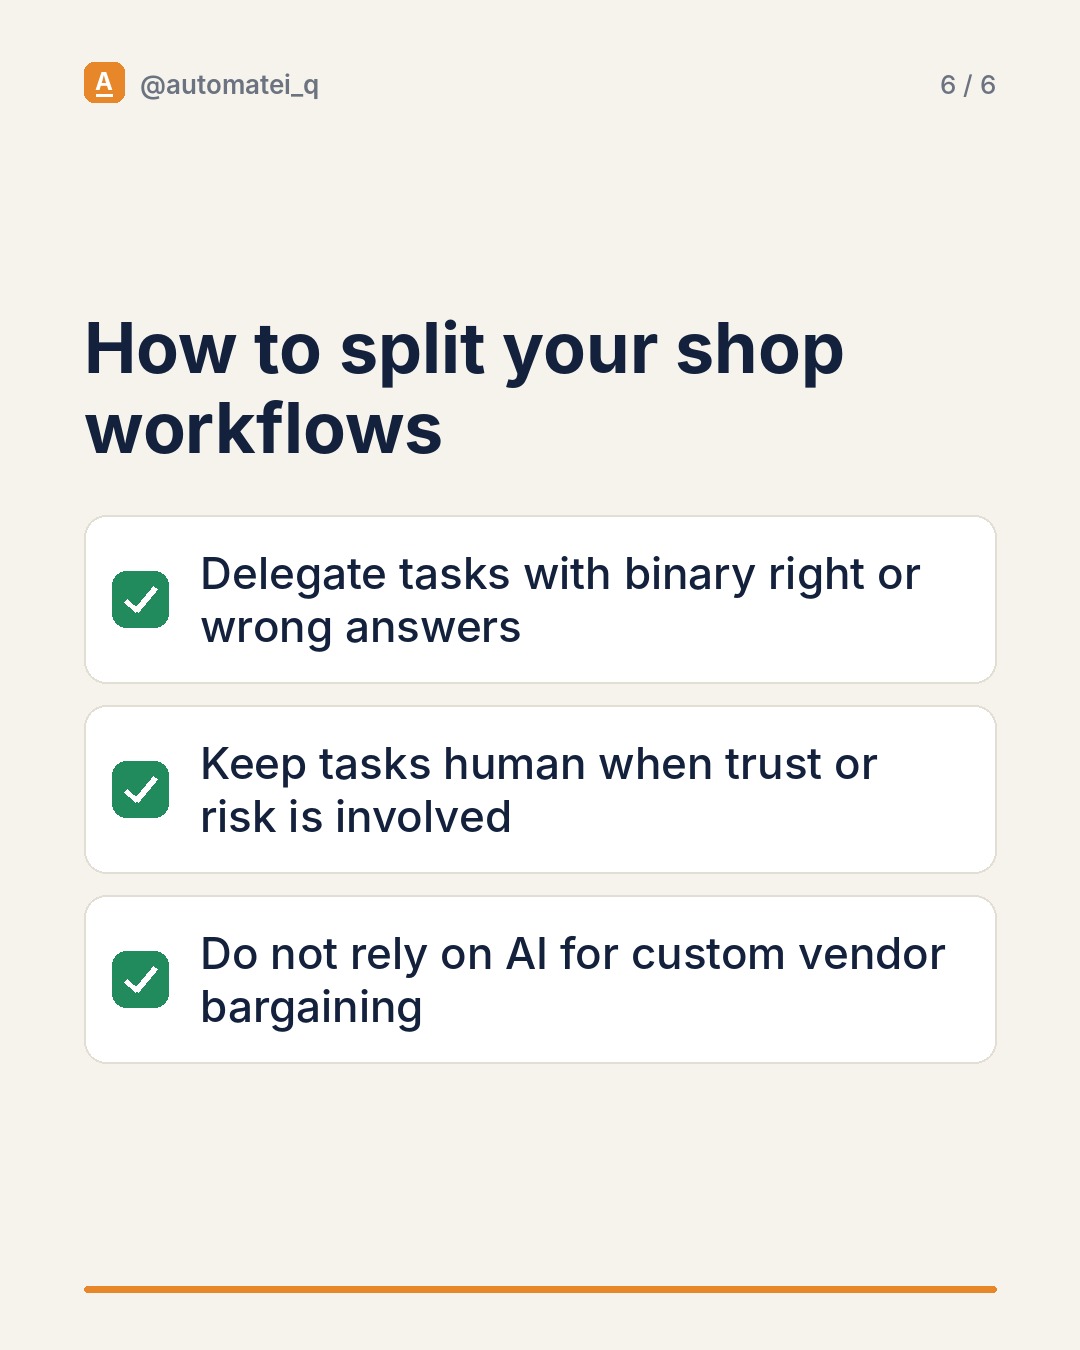 A @automatei_q
6 / 6
How to split your shop
workflows
Delegate tasks with binary right or
wrong answers
Keep tasks human when trust or
risk is involved
Do not rely on AI for custom vendor
bargaining